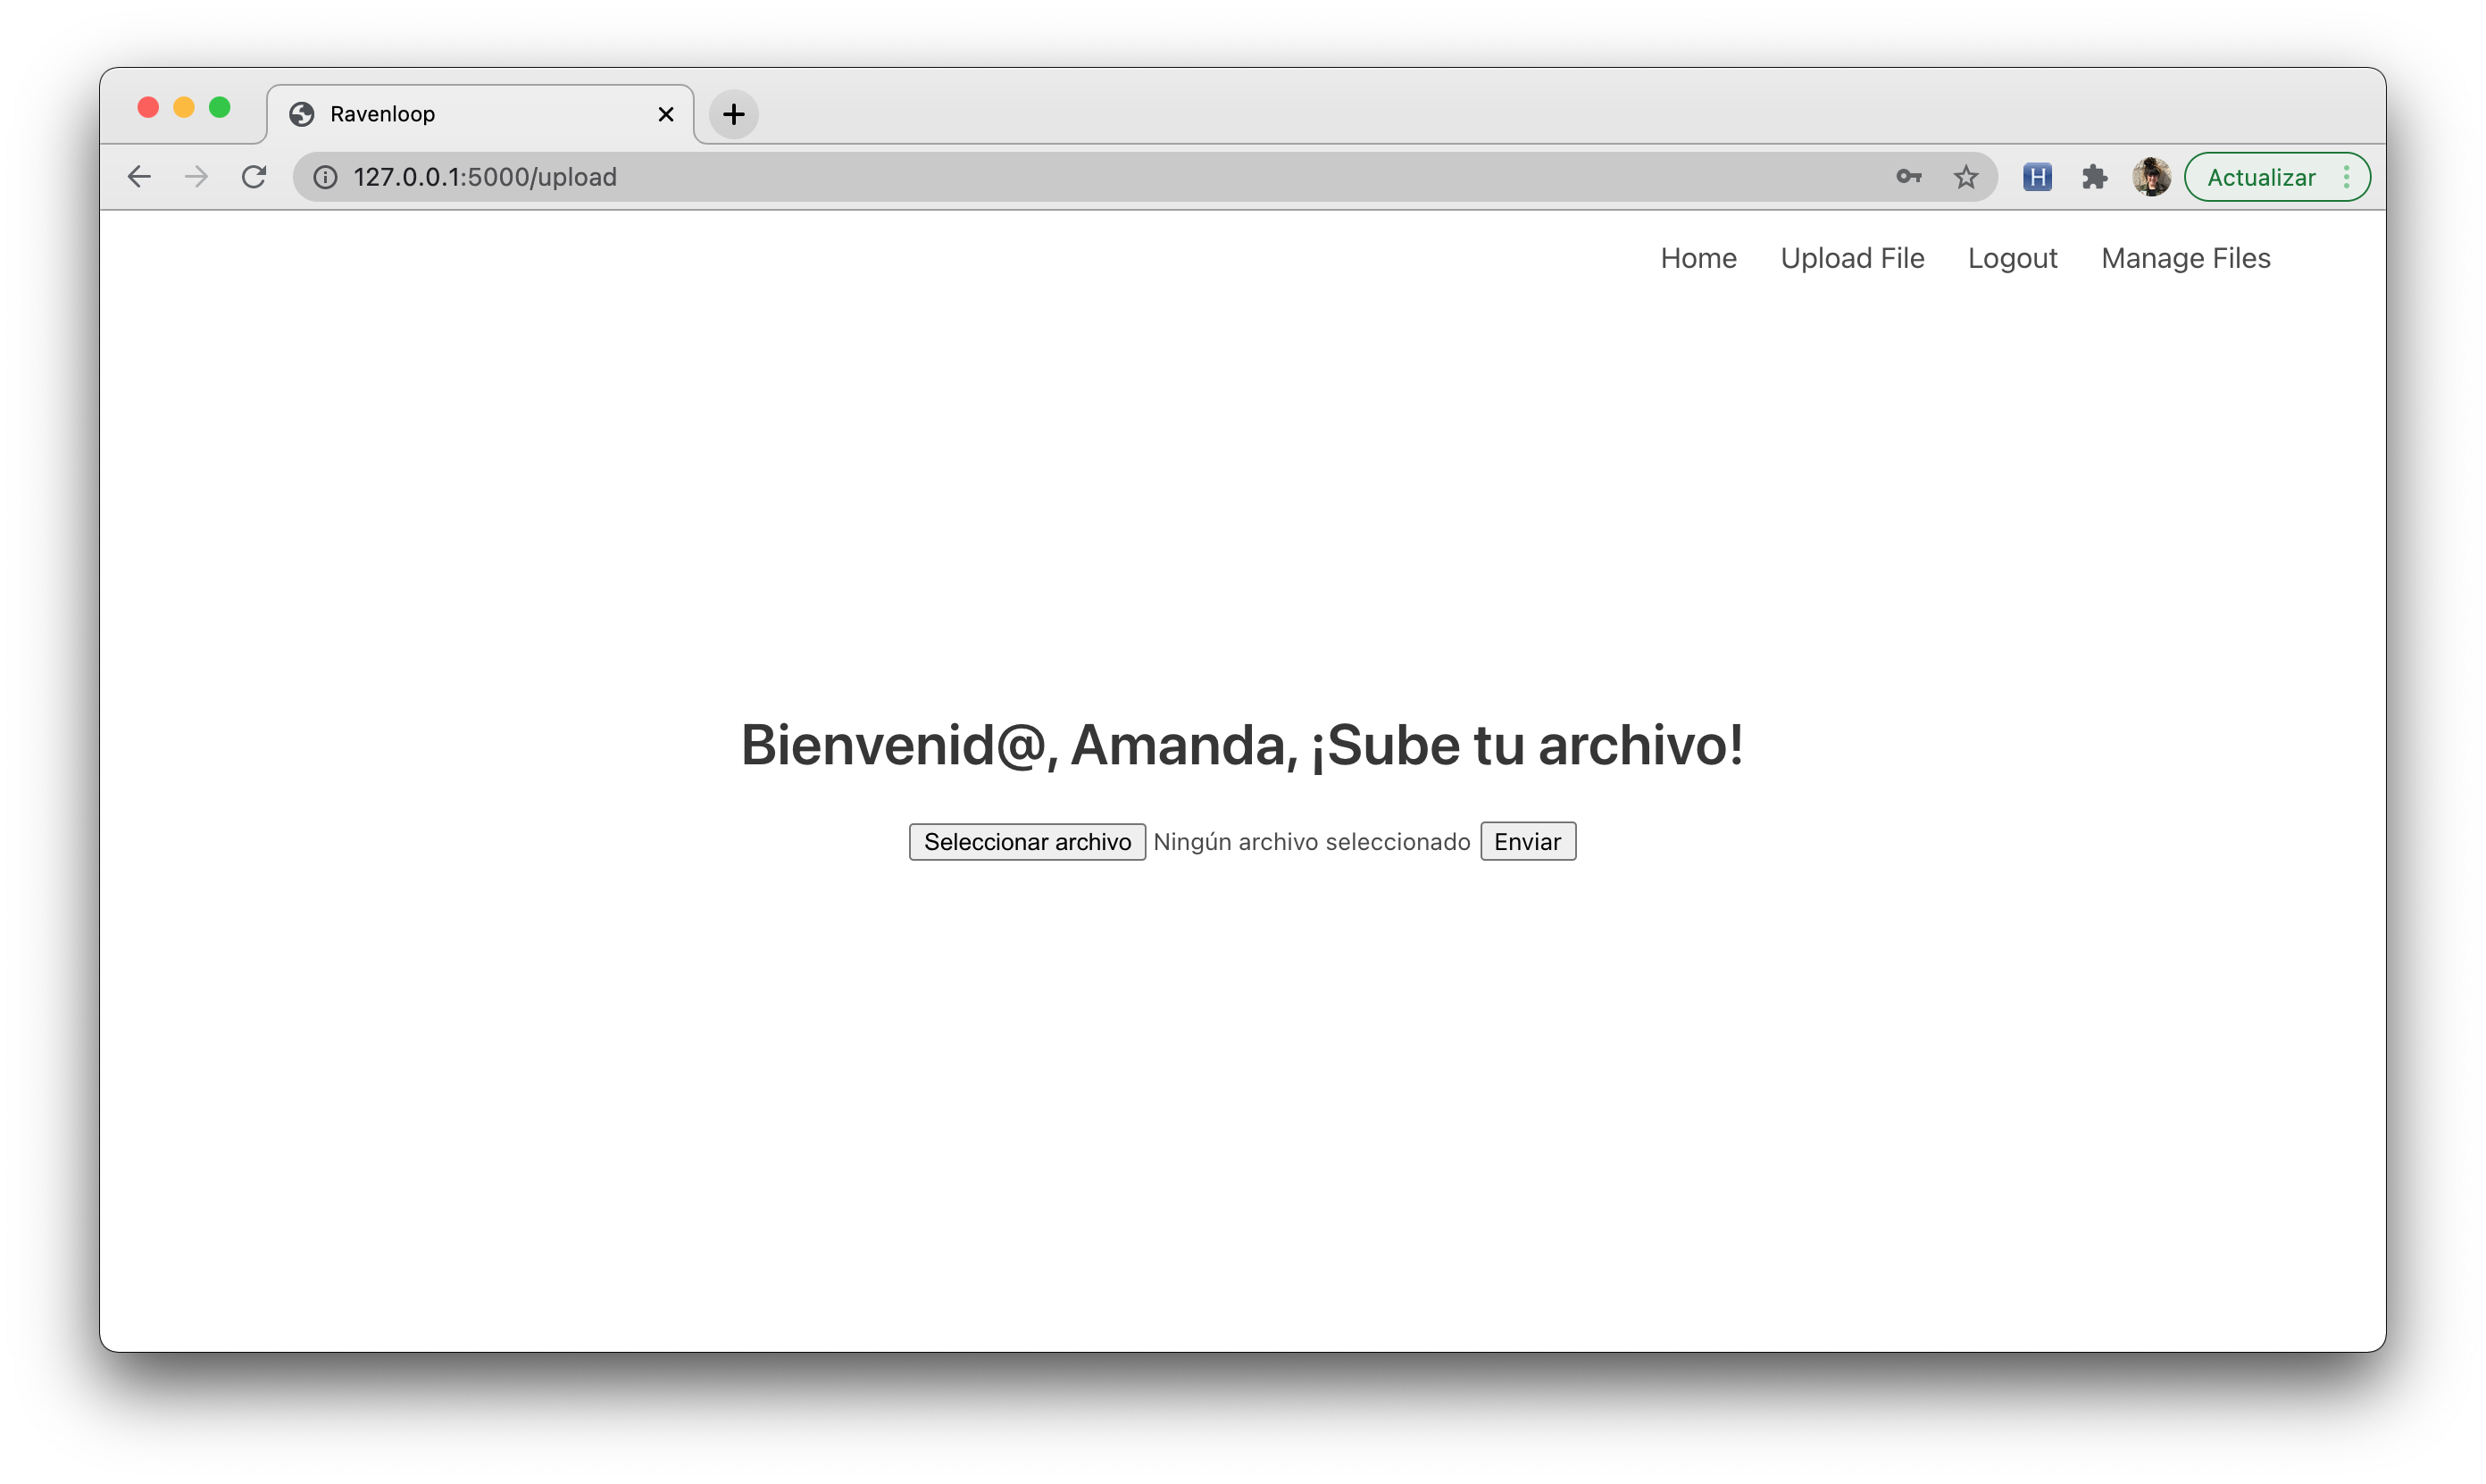 Ravenloop
127.0.0.1:5000/upload
H
Actualizar
Home Upload File Logout Manage Files
Bienvenid@, Amanda, ¡Sube tu archivo!
Seleccionar archivo Ningún archivo seleccionado Enviar